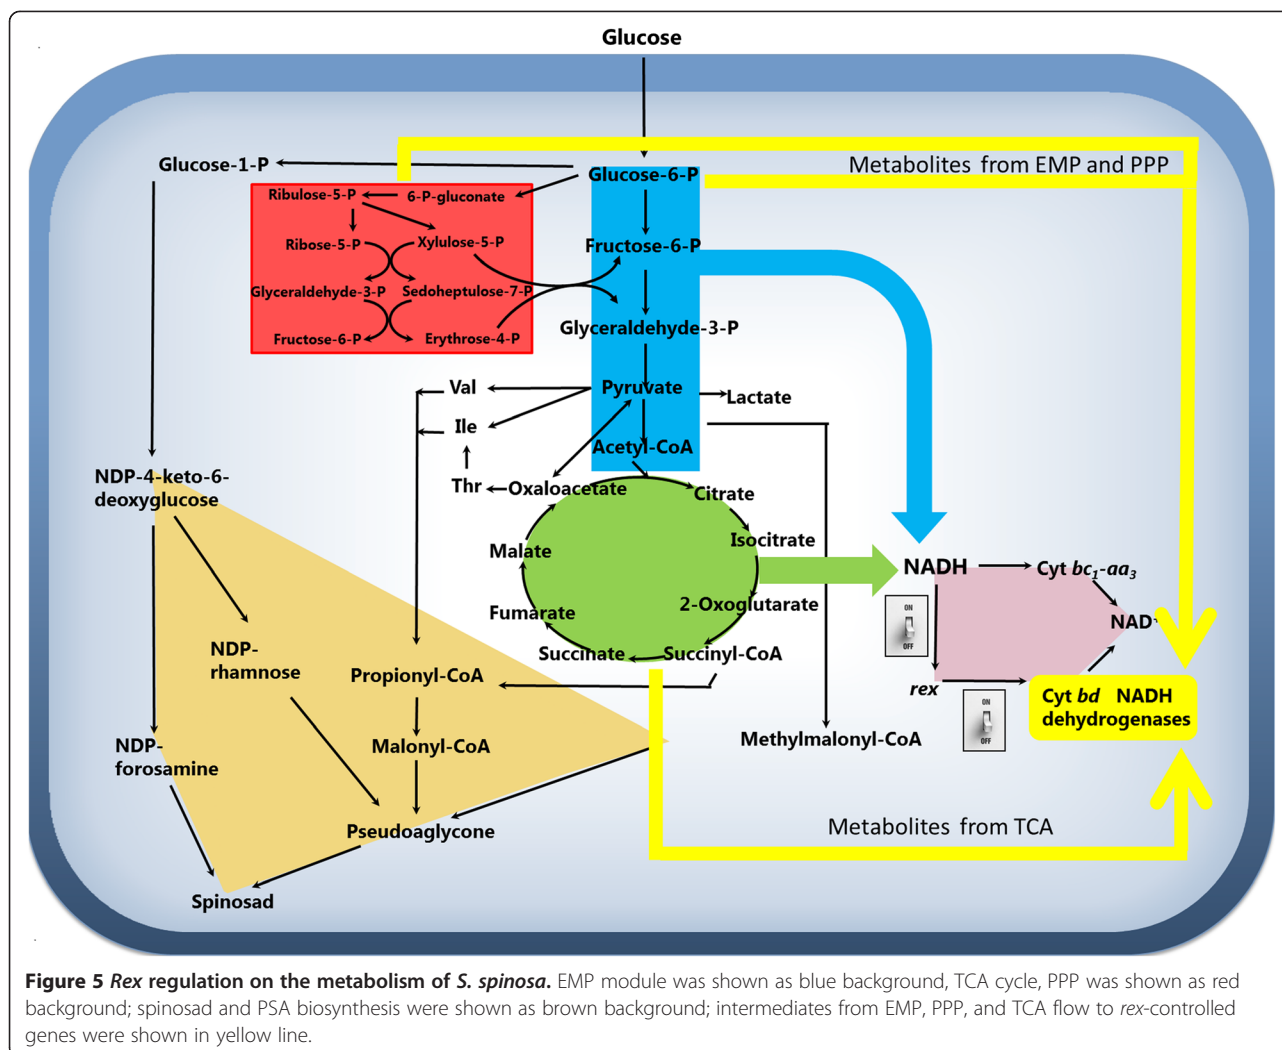 Glucose
Glucose-1-P
Metabolites from EMP and PPP
Glucose-6-P
Ribulose-5-P
6-P-gluconate
Ribose-5-P
Xylulose-5-P
Fructose-6-P
Glyceraldehyde-3-P
Sedoheptulose-7-P
Glyceraldehyde-3-P
Fructose-6-P
Erythrose-4-P
Val
Pyruvate
Lactate
Ile
Acetyl-CoA
NDP-4-keto-6-
deoxyglucose
Thr
Oxaloacetate
Citrate
Malate
Isocitrate
NADH
Cyt bc1-aa3
2-Oxoglutarate
Fumarate
ON
OFF
NAD+
NDP-
rhamnose
Succinate
Succinyl-CoA
Propionyl-CoA
rex
ON
OFF
Cyt bd NADH
dehydrogenases
NDP-
forosamine
Malonyl-CoA
Methylmalonyl-CoA
Pseudoaglycone
Metabolites from TCA
Spinosad
Figure 5 Rex regulation on the metabolism of S. spinosa. EMP module was shown as blue background, TCA cycle, PPP was shown as red
background; spinosad and PSA biosynthesis were shown as brown background; intermediates from EMP, PPP, and TCA flow to rex-controlled
genes were shown in yellow line.